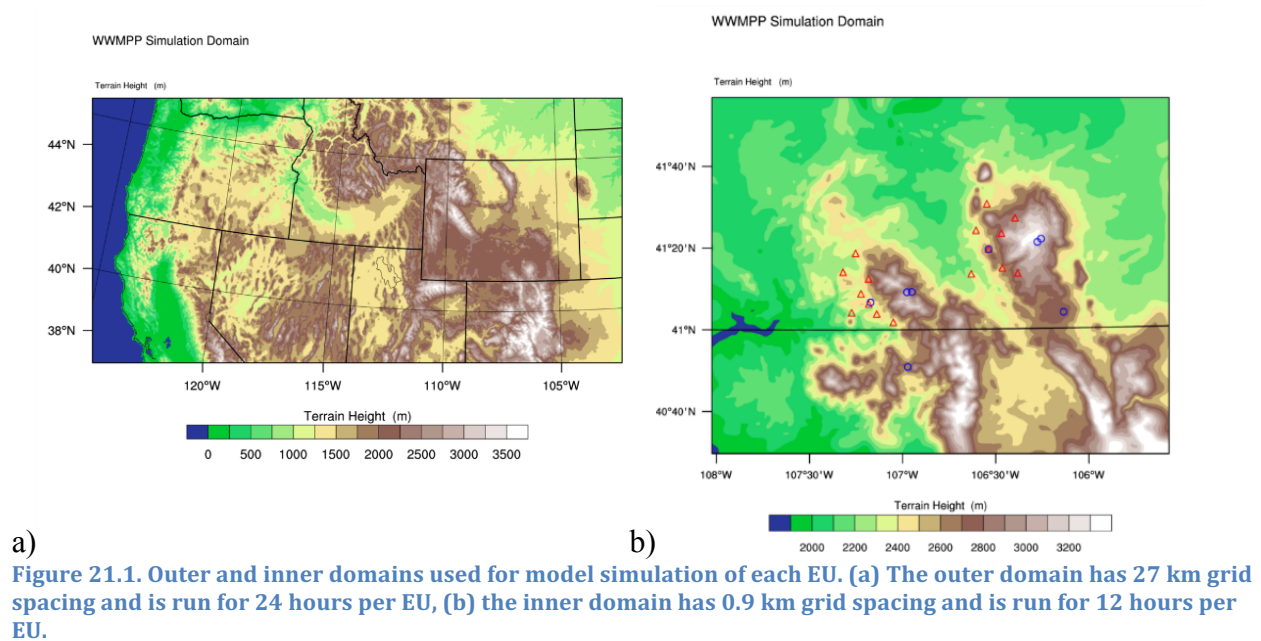 WWMPP Simulation Domain
Terrain Height (m)
44°N
42°N
40°N
38°N
120°W 115°W 110°W 105°W
Terrain Height (m)
0 500 1000 1500 2000 2500 3000 3500
a)
WWMPP Simulation Domain
Terrain Height (m)
41°40'N
41°20'N
41°N
40°40'N
108°W 107°30'W 107°W 106°30'W 106°W
Terrain Height (m)
2000 2200 2400 2600 2800 3000 3200
b)
Figure 21.1. Outer and inner domains used for model simulation of each EU. (a) The outer domain has 27 km grid
spacing and is run for 24 hours per EU, (b) the inner domain has 0.9 km grid spacing and is run for 12 hours per
EU.